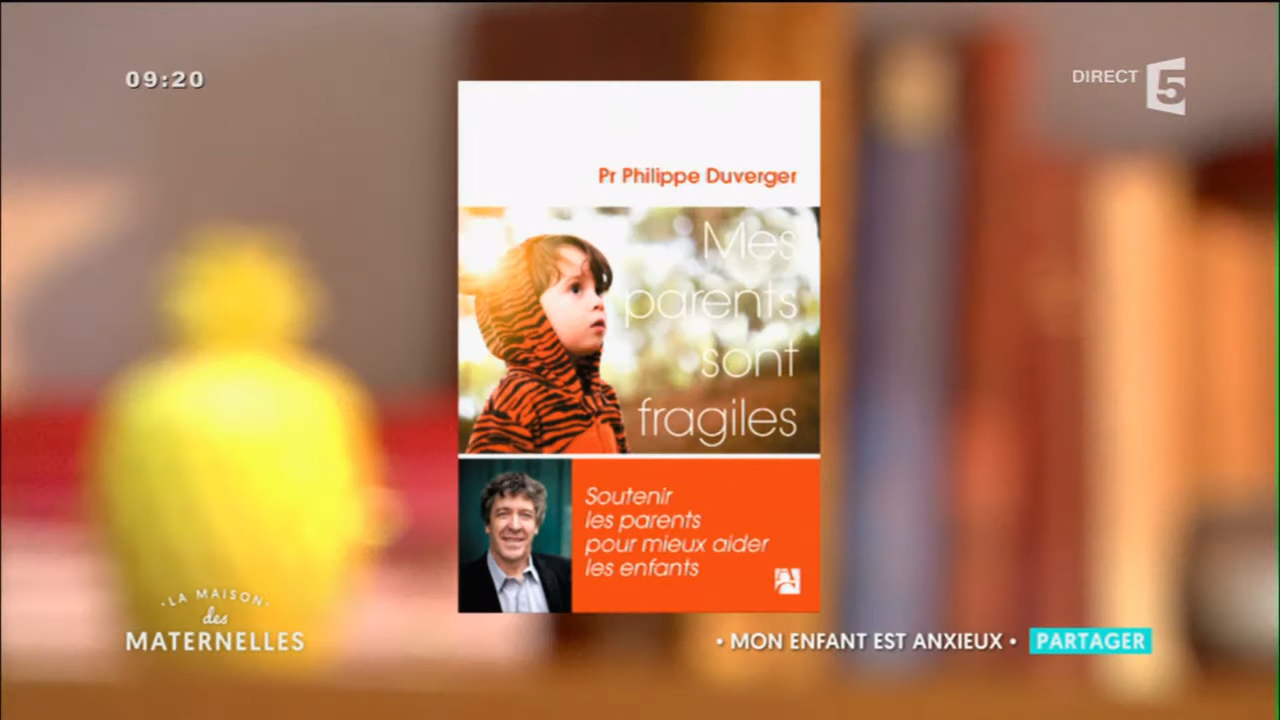 09:20
DIRECT 5
Pr Philippe Duverger
Mes
parents
sont
fragiles
Soutenir
les parents
pour mieux aider
les enfants
• LA MAISON •
des
MATERNELLES
• MON ENFANT EST ANXIEUX • PARTAGER